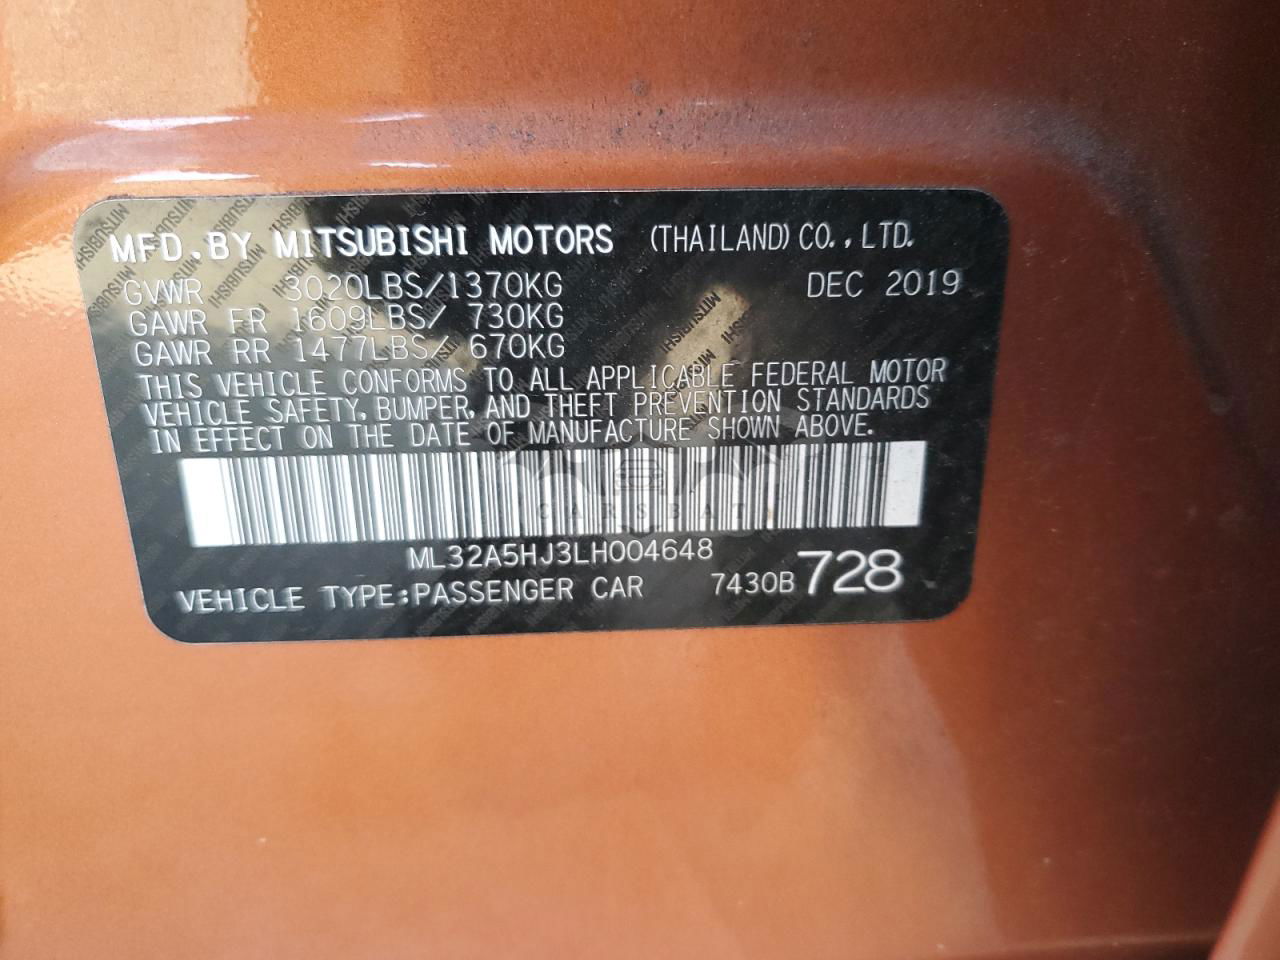 MFD. BY MITSUBISHI MOTORS (THAILAND) CO., LTD.
GVWR 3020LBS/1370KG DEC 2019
GAWR FR 1609LBS/ 730KG
GAWR RR 1477LBS/ 670KG
THIS VEHICLE CONFORMS TO ALL APPLICABLE FEDERAL MOTOR
VEHICLE SAFETY, BUMPER, AND THEFT PREVENTION STANDARDS
IN EFFECT ON THE DATE OF MANUFACTURE SHOWN ABOVE.
CARSBAT
ML32A5HJ3LH004648
VEHICLE TYPE:PASSENGER CAR 7430B 728